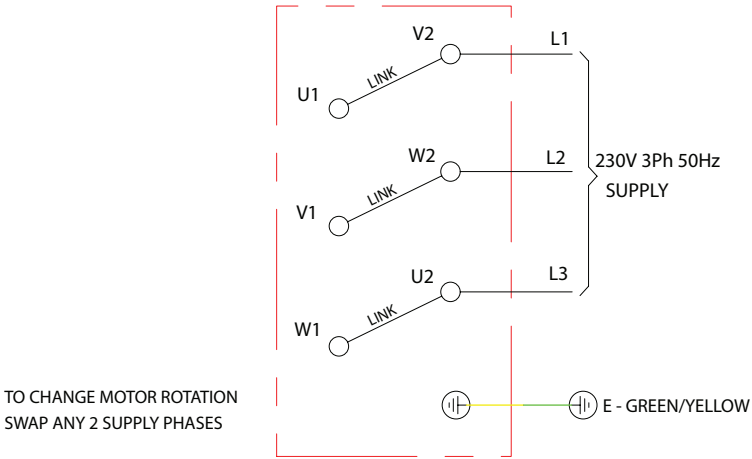 V2
L1
LINK
U1
W2
L2
230V 3Ph 50Hz
SUPPLY
LINK
V1
U2
L3
LINK
W1
TO CHANGE MOTOR ROTATION
SWAP ANY 2 SUPPLY PHASES
E - GREEN/YELLOW